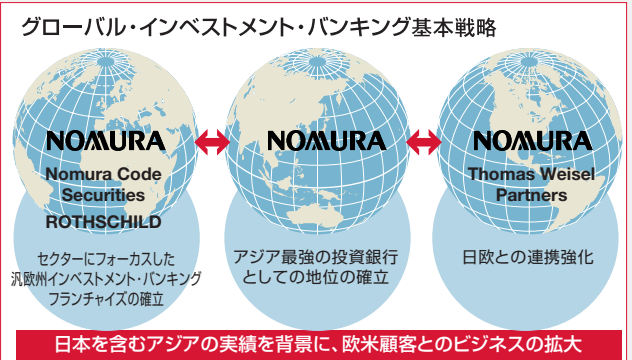 グローバル・インベストメント・バンキング基本戦略
NOMURA
Nomura Code
Securities
ROTHSCHILD
セクターにフォーカスした
汎欧州インベストメント・バンキング
フランチャイズの確立
NOMURA
アジア最強の投資銀行
としての地位の確立
NOMURA
Thomas Weisel
Partners
日欧との連携強化
日本を含むアジアの実績を背景に、欧米顧客とのビジネスの拡大